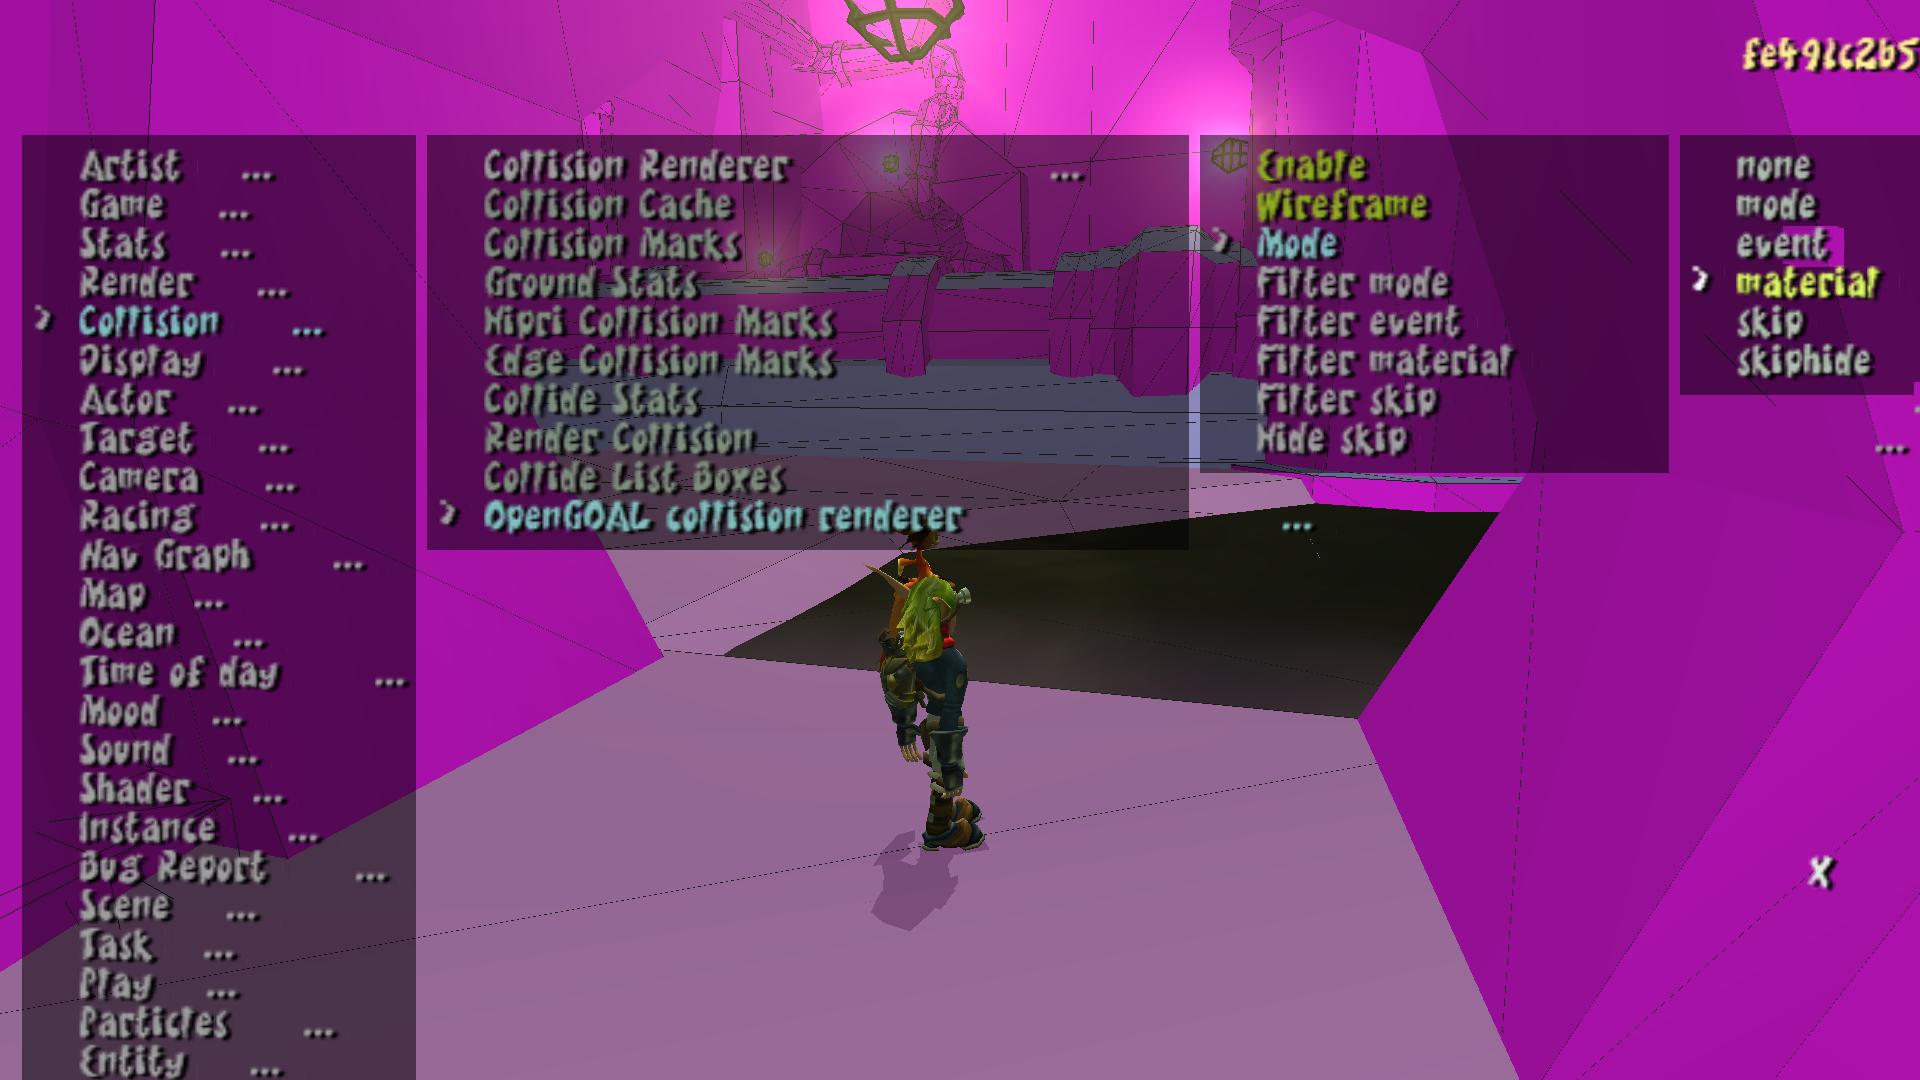 fe491c2b5
Artist ...
Game ...
Stats ...
Render ...
Collision ...
Display ...
Actor ...
Target ...
Camera ...
Racing ...
Nav Graph ...
Map ...
Ocean ...
Time of day ...
Mood ...
Sound ...
Shader ...
Instance ...
Bug Report ...
Scene ...
Task ...
Play ...
Particles ...
Entity ...
Collision Renderer ...
Collision Cache
Collision Marks
Ground Stats
Hipri Collision Marks
Edge Collision Marks
Collide Stats
Render Collision
Collide List Boxes
OpenGOAL collision renderer ...
Enable
Wireframe
Mode
Filter mode
Filter event
Filter material
Filter skip
Hide skip
...
none
mode
event
material
skip
skiphide
X